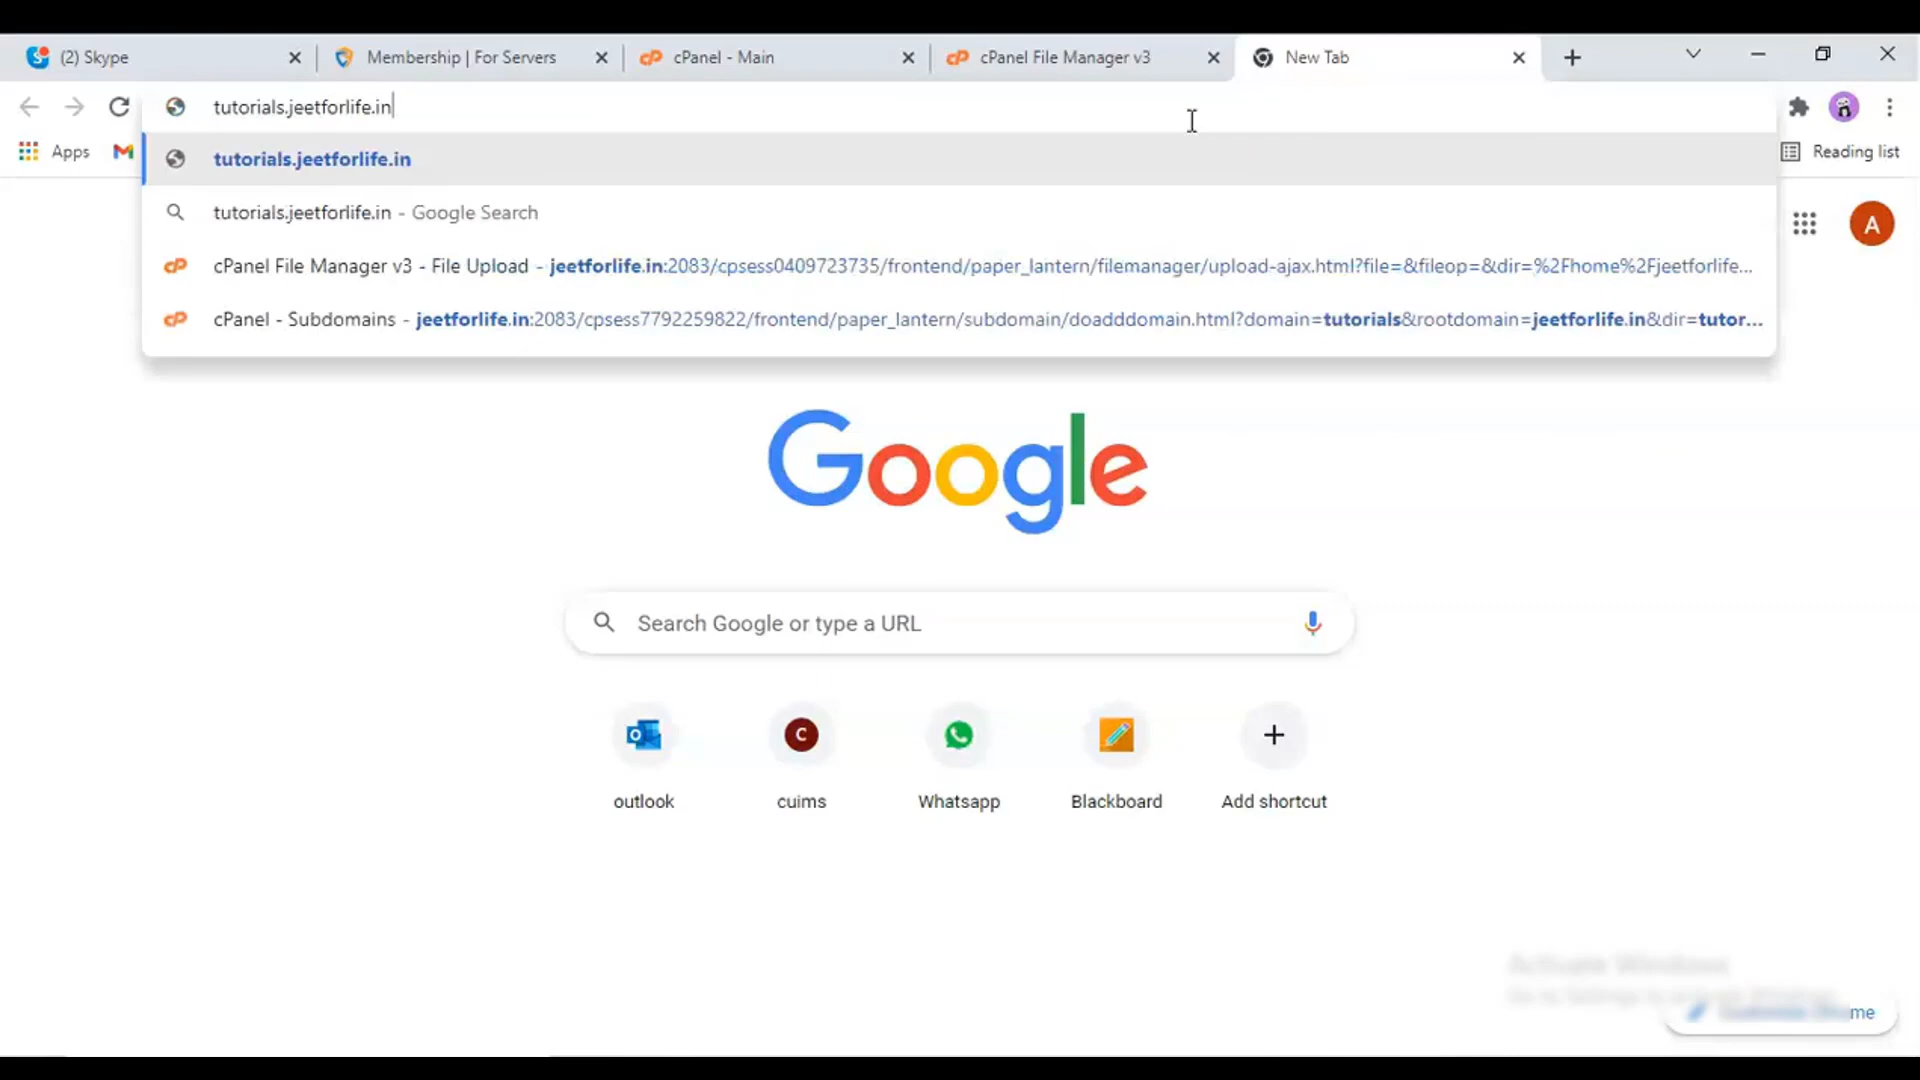 (2) Skype
Membership | For Servers
cPanel - Main
cPanel File Manager v3
New Tab
tutorials.jeetforlife.in
Apps
Reading list
tutorials.jeetforlife.in
tutorials.jeetforlife.in - Google Search
cPanel File Manager v3 - File Upload - jeetforlife.in:2083/cpsess0409723735/frontend/paper_lantern/filemanager/upload-ajax.html?file=&fileop=&dir=%2Fhome%2Fjeetforlife...
cPanel - Subdomains - jeetforlife.in:2083/cpsess7792259822/frontend/paper_lantern/subdomain/doadddomain.html?domain=tutorials&rootdomain=jeetforlife.in&dir=tutor...
A
Google
Search Google or type a URL
C
outlook
cuims
Whatsapp
Blackboard
Add shortcut
Activate Windows